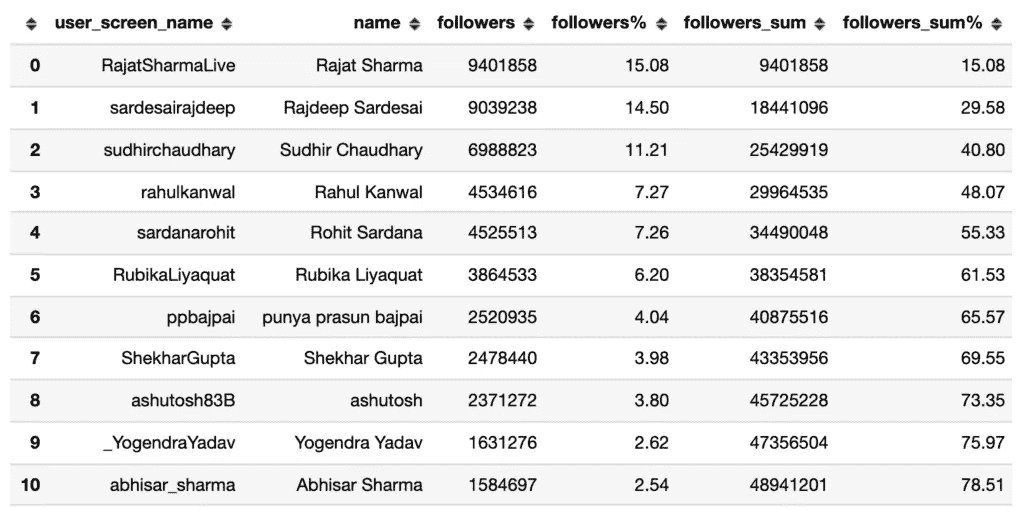 user_screen_name name followers followers% followers_sum followers_sum%
0 RajatSharmaLive Rajat Sharma 9401858 15.08 9401858 15.08
1 sardesairajdeep Rajdeep Sardesai 9039238 14.50 18441096 29.58
2 sudhirchaudhary Sudhir Chaudhary 6988823 11.21 25429919 40.80
3 rahulkanwal Rahul Kanwal 4534616 7.27 29964535 48.07
4 sardanarohit Rohit Sardana 4525513 7.26 34490048 55.33
5 RubikaLiyaquat Rubika Liyaquat 3864533 6.20 38354581 61.53
6 ppbajpai punya prasun bajpai 2520935 4.04 40875516 65.57
7 ShekharGupta Shekhar Gupta 2478440 3.98 43353956 69.55
8 ashutosh83B ashutosh 2371272 3.80 45725228 73.35
9 _YogendraYadav Yogendra Yadav 1631276 2.62 47356504 75.97
10 abhisar_sharma Abhisar Sharma 1584697 2.54 48941201 78.51